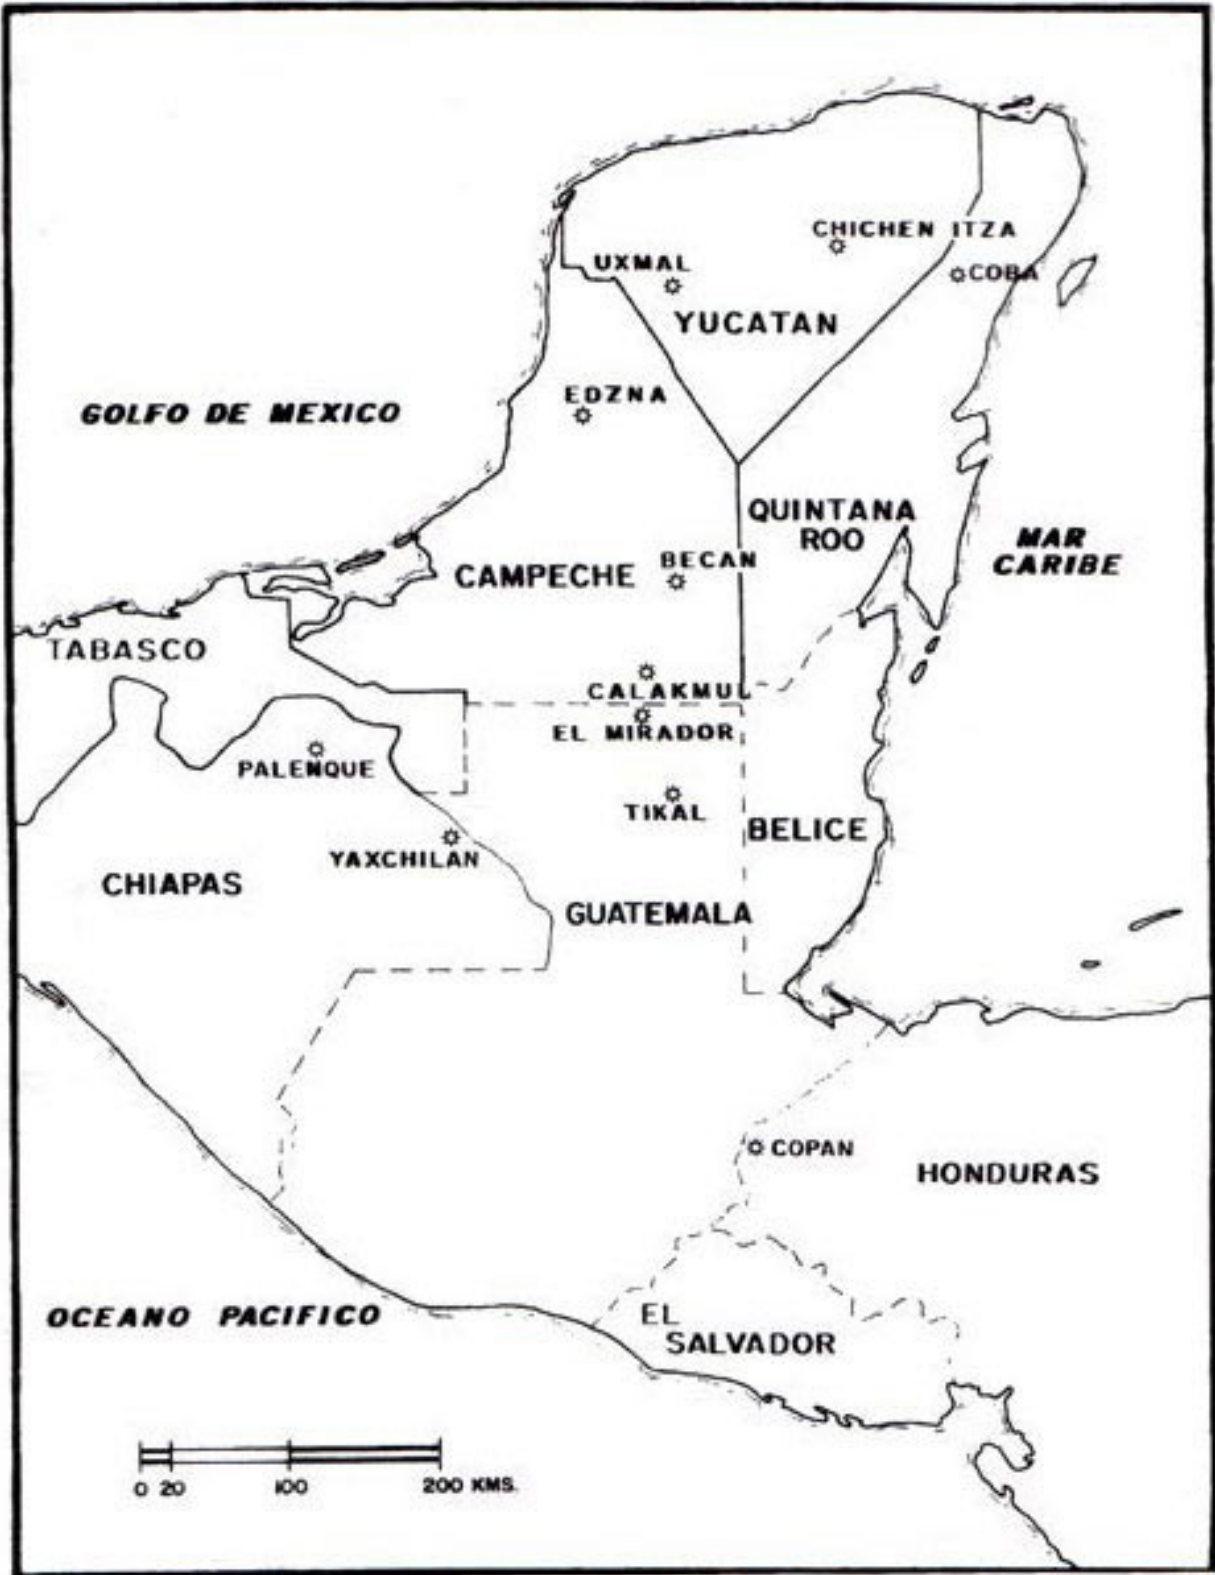 CHICHEN ITZA
UXMAL
COBA
YUCATAN
EDZNA
GOLFO DE MEXICO
QUINTANA
ROO
MAR
CARIBE
BECAN
CAMPECHE
TABASCO
CALAKMUL
EL MIRADOR
PALENQUE
TIKAL
BELICE
YAXCHILAN
CHIAPAS
GUATEMALA
COPAN
HONDURAS
OCEANO PACIFICO
EL
SALVADOR
0 20 100 200 KMS.